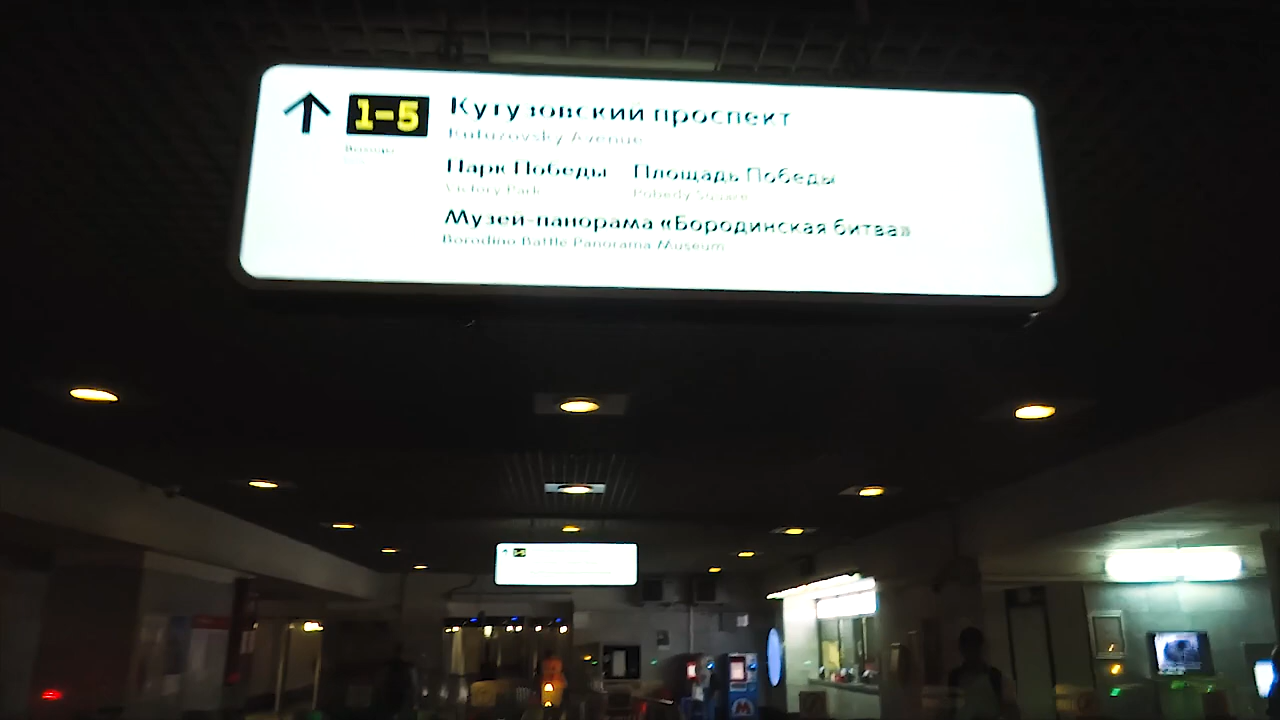 1-5 Кутузовский проспект
Kutuzovsky Avenue
Выходы
Парк Победы Площадь Победы
Victory Park Pobedy Square
Музей-панорама «Бородинская битва»
Borodino Battle Panorama Museum
М